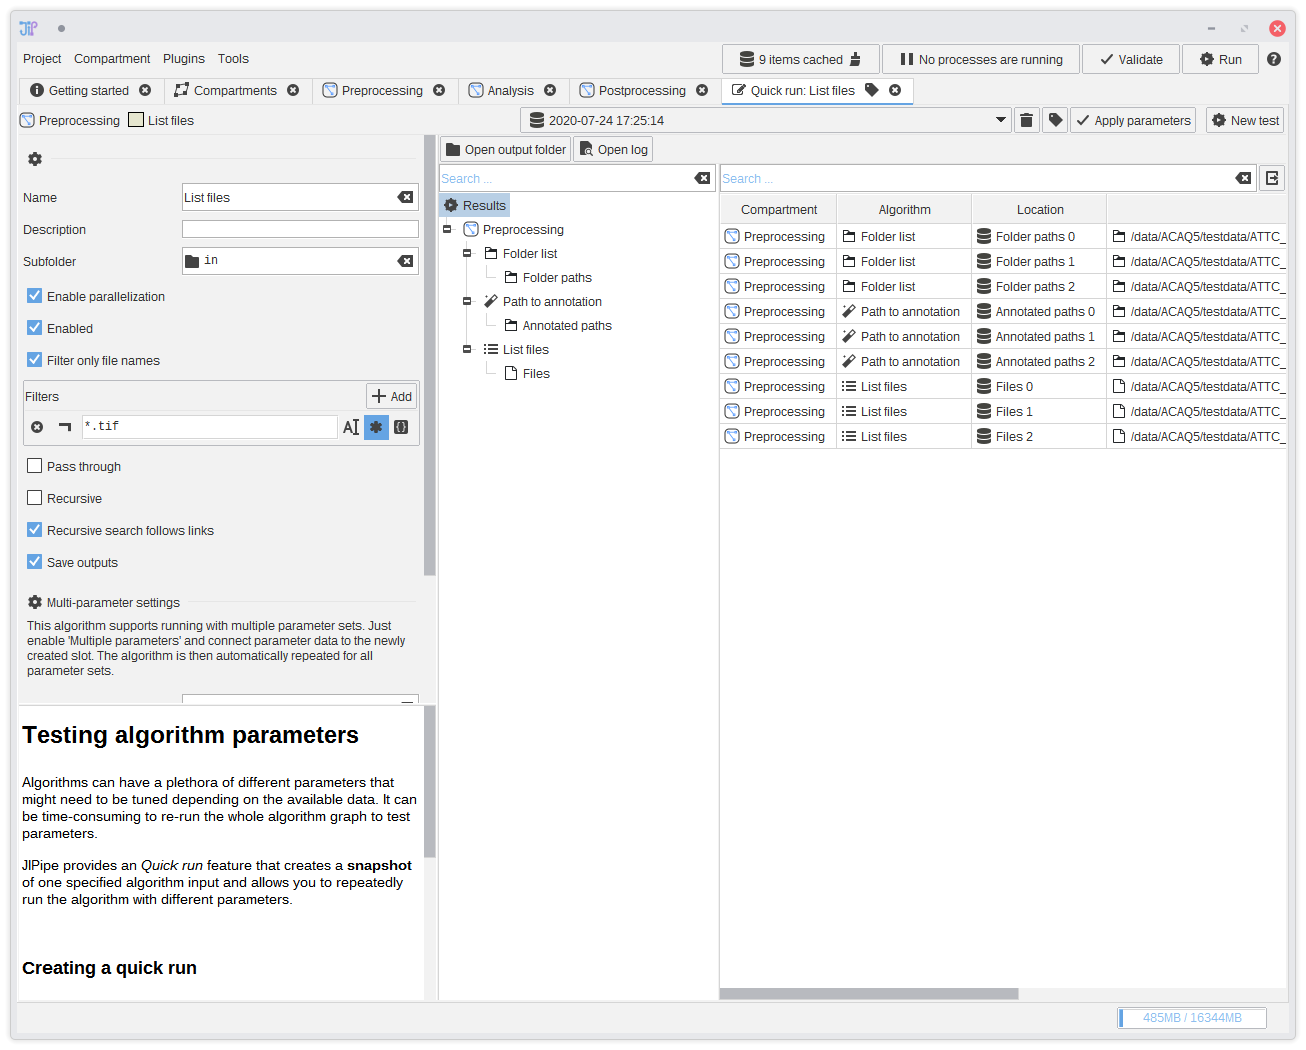 JIP
Project Compartment Plugins Tools
9 items cached
No processes are running
Validate
Run
Getting started
Compartments
Preprocessing
Analysis
Postprocessing
Quick run: List files
Preprocessing List files
2020-07-24 17:25:14
Apply parameters
New test
Name List files
Description
Subfolder in
Enable parallelization
Enabled
Filter only file names
Filters Add
*.tif
Pass through
Recursive
Recursive search follows links
Save outputs
Multi-parameter settings
This algorithm supports running with multiple parameter sets. Just
enable 'Multiple parameters' and connect parameter data to the newly
created slot. The algorithm is then automatically repeated for all
parameter sets.
Testing algorithm parameters
Algorithms can have a plethora of different parameters that
might need to be tuned depending on the available data. It can
be time-consuming to re-run the whole algorithm graph to test
parameters.
JIPipe provides an Quick run feature that creates a snapshot
of one specified algorithm input and allows you to repeatedly
run the algorithm with different parameters.
Creating a quick run
Open output folder Open log
Search ...
Results
Preprocessing
Folder list
Folder paths
Path to annotation
Annotated paths
List files
Files
Search ...
Compartment Algorithm Location
Preprocessing Folder list Folder paths 0 /data/ACAQ5/testdata/ATTC_
Preprocessing Folder list Folder paths 1 /data/ACAQ5/testdata/ATTC_
Preprocessing Folder list Folder paths 2 /data/ACAQ5/testdata/ATTC_
Preprocessing Path to annotation Annotated paths 0 /data/ACAQ5/testdata/ATTC_
Preprocessing Path to annotation Annotated paths 1 /data/ACAQ5/testdata/ATTC_
Preprocessing Path to annotation Annotated paths 2 /data/ACAQ5/testdata/ATTC_
Preprocessing List files Files 0 /data/ACAQ5/testdata/ATTC_
Preprocessing List files Files 1 /data/ACAQ5/testdata/ATTC_
Preprocessing List files Files 2 /data/ACAQ5/testdata/ATTC_
485MB / 16344MB